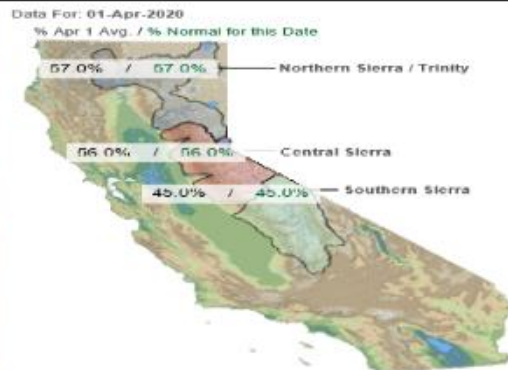 Data For: 01-Apr-2020
% Apr 1 Avg. / % Normal for this Date
57.0% / 57.0% Northern Sierra / Trinity
56.0% / 56.0% Central Sierra
45.0% / 45.0% Southern Sierra